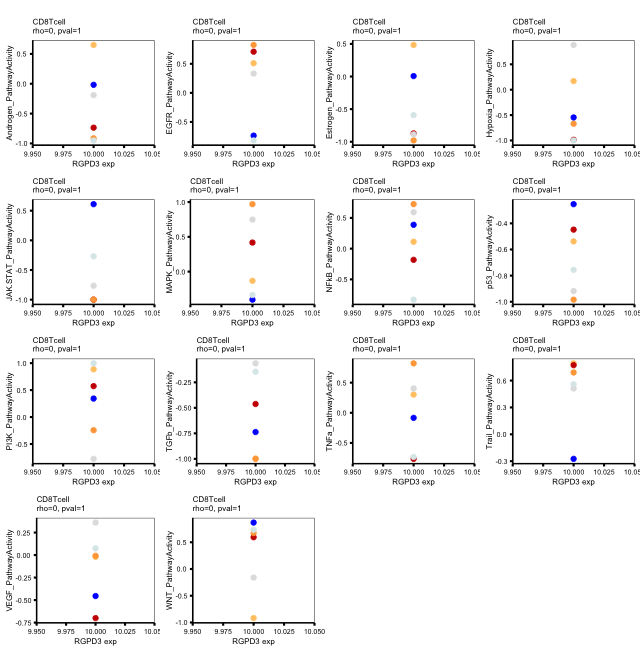 CD8Tcell
rho=0, pval=1
Androgen_PathwayActivity
0.5
0.0
-0.5
-1.0
9.950 9.975 10.000 10.025 10.05
RGPD3 exp
CD8Tcell
rho=0, pval=1
EGFR_PathwayActivity
0.5
0.0
-0.5
9.950 9.975 10.000 10.025 10.05
RGPD3 exp
CD8Tcell
rho=0, pval=1
Estrogen_PathwayActivity
0.5
0.0
-0.5
-1.0
9.950 9.975 10.000 10.025 10.05
RGPD3 exp
CD8Tcell
rho=0, pval=1
Hypoxia_PathwayActivity
0.5
0.0
-0.5
-1.0
9.950 9.975 10.000 10.025 10.05
RGPD3 exp
CD8Tcell
rho=0, pval=1
JAK.STAT_PathwayActivity
0.5
0.0
-0.5
-1.0
9.950 9.975 10.000 10.025 10.05
RGPD3 exp
CD8Tcell
rho=0, pval=1
MAPK_PathwayActivity
1.0
0.5
0.0
9.950 9.975 10.000 10.025 10.05
RGPD3 exp
CD8Tcell
rho=0, pval=1
NFkB_PathwayActivity
0.5
0.0
-0.5
9.950 9.975 10.000 10.025 10.05
RGPD3 exp
CD8Tcell
rho=0, pval=1
p53_PathwayActivity
-0.4
-0.6
-0.8
-1.0
9.950 9.975 10.000 10.025 10.05
RGPD3 exp
CD8Tcell
rho=0, pval=1
PI3K_PathwayActivity
1.0
0.5
0.0
-0.5
9.950 9.975 10.000 10.025 10.05
RGPD3 exp
CD8Tcell
rho=0, pval=1
TGFb_PathwayActivity
-0.25
-0.50
-0.75
-1.00
9.950 9.975 10.000 10.025 10.05
RGPD3 exp
CD8Tcell
rho=0, pval=1
TNFa_PathwayActivity
0.5
0.0
-0.5
9.950 9.975 10.000 10.025 10.05
RGPD3 exp
CD8Tcell
rho=0, pval=1
Trail_PathwayActivity
0.6
0.3
0.0
-0.3
9.950 9.975 10.000 10.025 10.05
RGPD3 exp
CD8Tcell
rho=0, pval=1
VEGF_PathwayActivity
0.25
0.00
-0.25
-0.50
-0.75
9.950 9.975 10.000 10.025 10.05
RGPD3 exp
CD8Tcell
rho=0, pval=1
WNT_PathwayActivity
0.5
0.0
-0.5
-1.0
9.950 9.975 10.000 10.025 10.050
RGPD3 exp